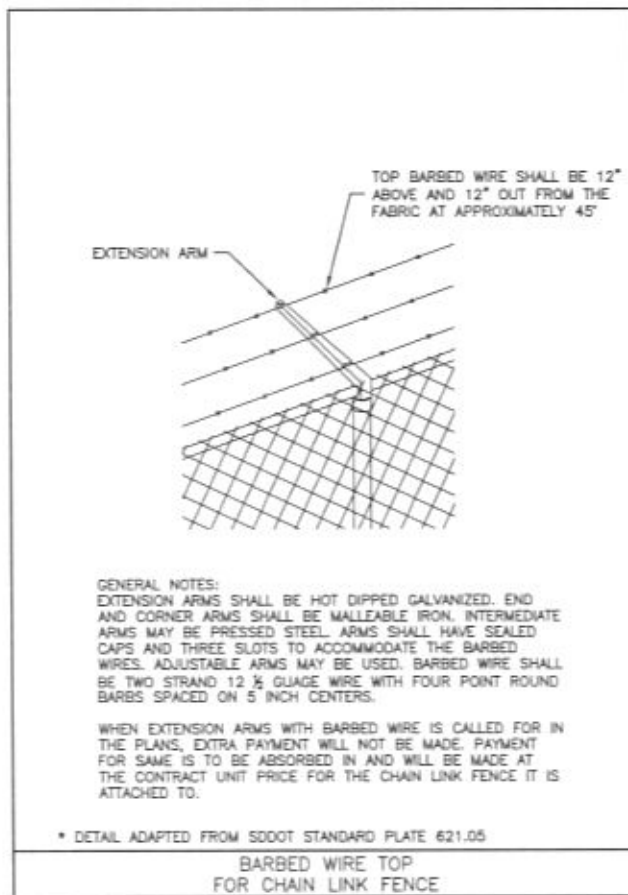 TOP BARBED WIRE SHALL BE 12"
ABOVE AND 12" OUT FROM THE
FABRIC AT APPROXIMATELY 45°
EXTENSION ARM
GENERAL NOTES:
EXTENSION ARMS SHALL BE HOT DIPPED GALVANIZED. END
AND CORNER ARMS SHALL BE MALLEABLE IRON. INTERMEDIATE
ARMS MAY BE PRESSED STEEL. ARMS SHALL HAVE SEALED
CAPS AND THREE SLOTS TO ACCOMMODATE THE BARBED
WIRES. ADJUSTABLE ARMS MAY BE USED. BARBED WIRE SHALL
BE TWO STRAND 12 ½ GUAGE WIRE WITH FOUR POINT ROUND
BARBS SPACED ON 5 INCH CENTERS.
WHEN EXTENSION ARMS WITH BARBED WIRE IS CALLED FOR IN
THE PLANS, EXTRA PAYMENT WILL NOT BE MADE. PAYMENT
FOR SAME IS TO BE ABSORBED IN AND WILL BE MADE AT
THE CONTRACT UNIT PRICE FOR THE CHAIN LINK FENCE IT IS
ATTACHED TO.
* DETAIL ADAPTED FROM SDDOT STANDARD PLATE 621.05
BARBED WIRE TOP
FOR CHAIN LINK FENCE